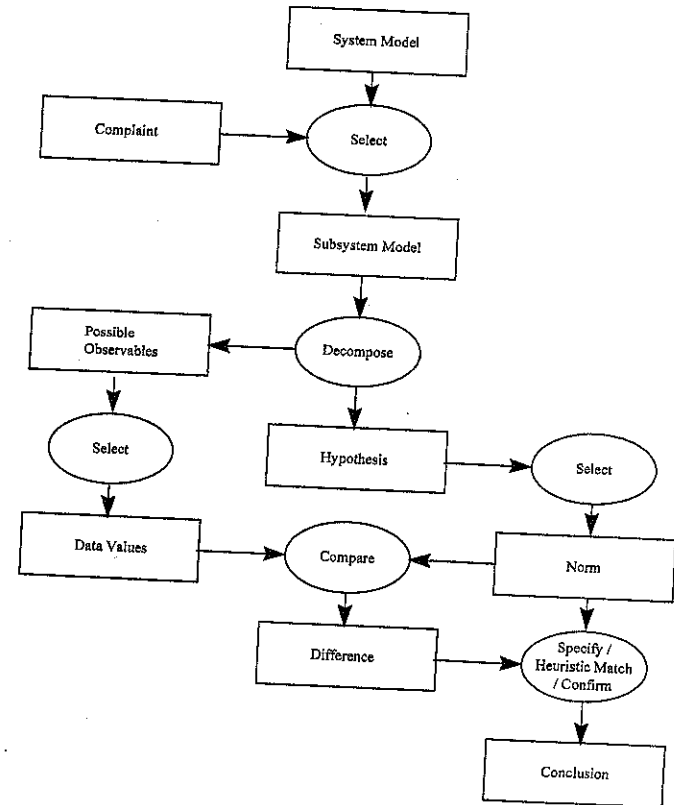 System Model
Complaint
Select
Subsystem Model
Possible
Observables
Decompose
Select
Hypothesis
Select
Data Values
Compare
Norm
Difference
Specify /
Heuristic Match
/ Confirm
Conclusion